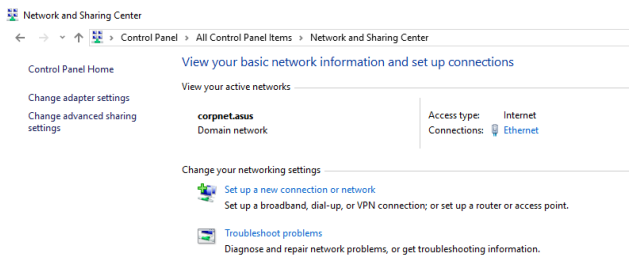 Network and Sharing Center
Control Panel > All Control Panel Items > Network and Sharing Center
Control Panel Home
Change adapter settings
Change advanced sharing
settings
View your basic network information and set up connections
View your active networks
corpnet.asus
Domain network
Access type: Internet
Connections: Ethernet
Change your networking settings
Set up a new connection or network
Set up a broadband, dial-up, or VPN connection; or set up a router or access point.
Troubleshoot problems
Diagnose and repair network problems, or get troubleshooting information.